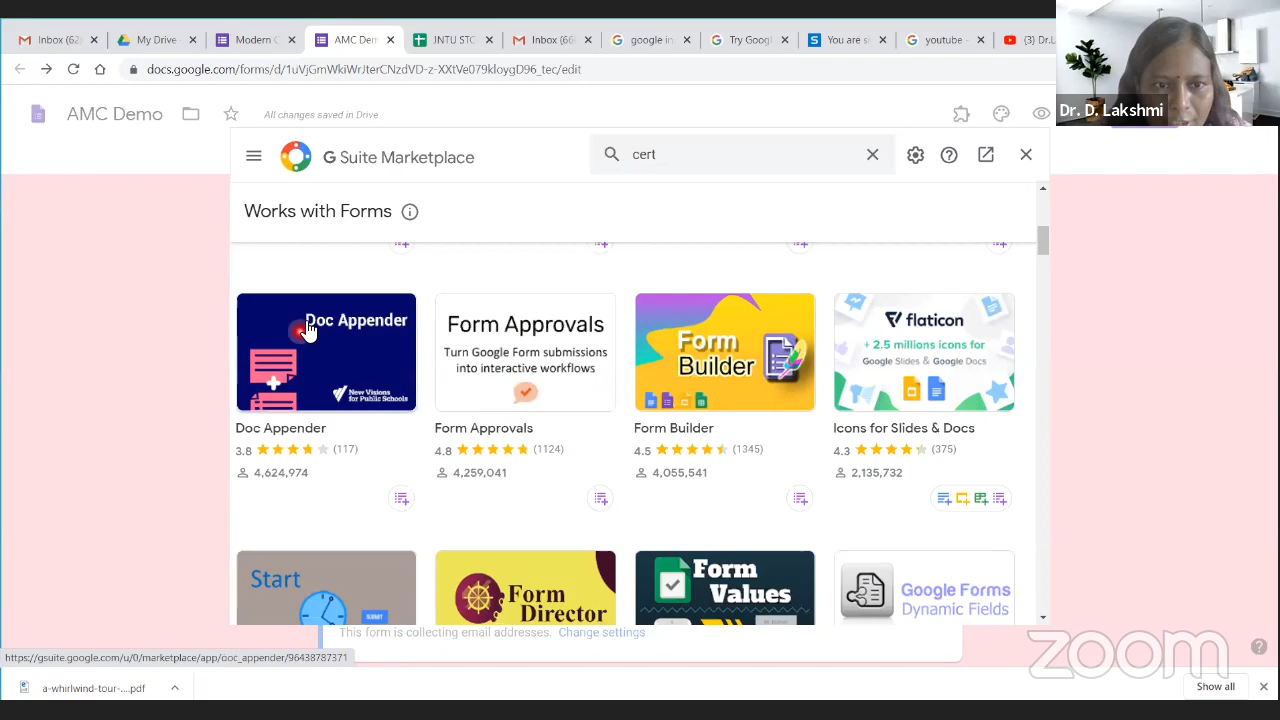 Inbox (62
My Drive
Modern C
AMC Dem
JNTU STC
Inbox (66
google in
Try Googl
You are s
youtube -
(3) Dr.L
docs.google.com/forms/d/1uVjGmWkiWrJterCNzdVD-z-XXtVe079kloygD96_tec/edit
Dr. D. Lakshmi
AMC Demo
All changes saved in Drive
G Suite Marketplace
cert
Works with Forms
Doc Appender
New Visions
for Public Schools
Form Approvals
Turn Google Form submissions
into interactive workflows
Form
Builder
flaticon
+ 2.5 millions icons for
Google Slides & Google Docs
Doc Appender
Form Approvals
Form Builder
Icons for Slides & Docs
3.8 (117)
4.8 (1124)
4.5 (1345)
4.3 (375)
4,624,974
4,259,041
4,055,541
2,135,732
Start
Form
Director
Form
Values
Google Forms
Dynamic Fields
This form is collecting email addresses. Change settings
zoom
https://gsuite.google.com/u/0/marketplace/app/doc_appender/96438787371
a-whirlwind-tour-....pdf
Show all